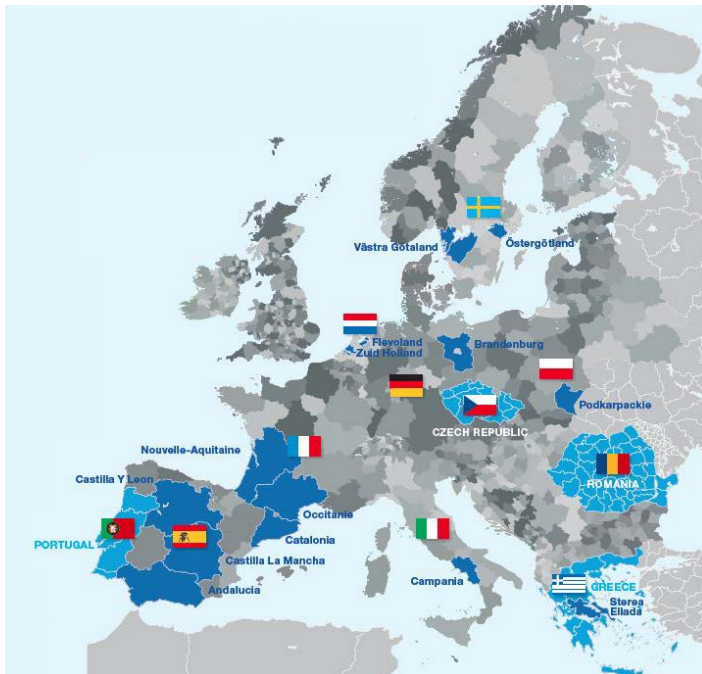 Västra Götaland
Östergötland
Flevoland
Zuid Holland
Brandenburg
Podkarpackie
CZECH REPUBLIC
Nouvelle-Aquitaine
ROMANIA
Castilla Y Leon
Occitanie
PORTUGAL
Catalonia
Castilla La Mancha
Campania
Andalucia
GREECE
Sterea
Ellada